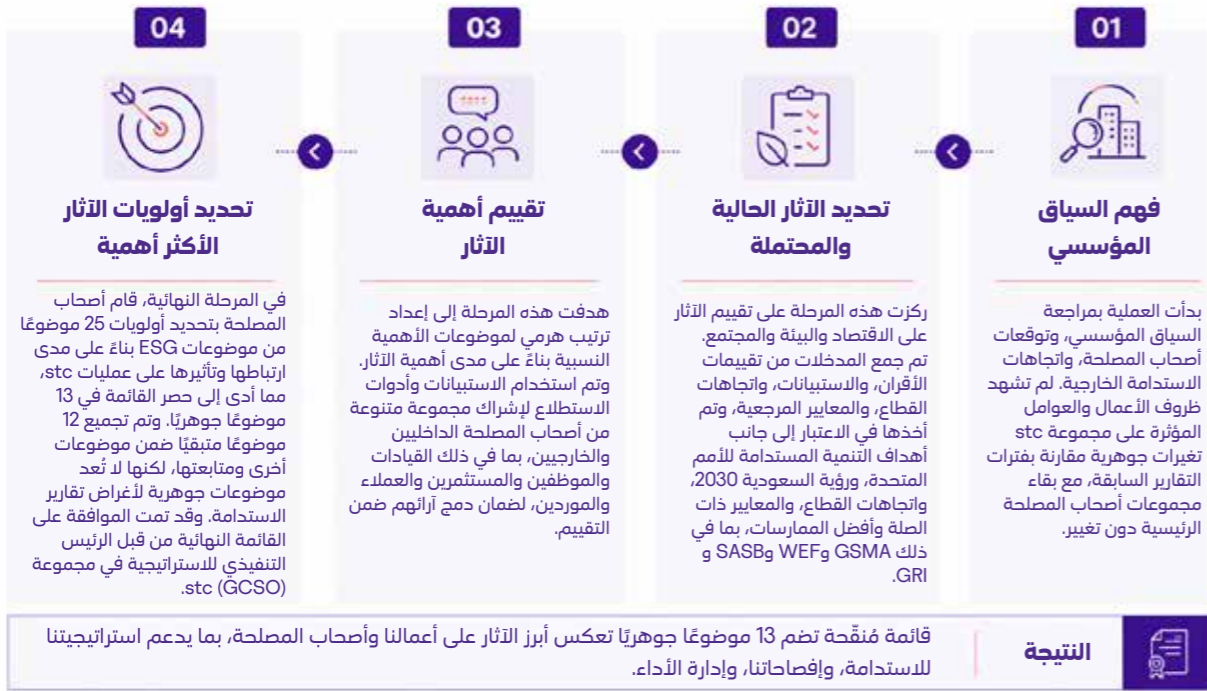 01
فهم السياق
المؤسسي
بدأت العملية بمراجعة
السياق المؤسسي، وتوقعات
أصحاب المصلحة، واتجاهات
الاستدامة الخارجية. لم تشهد
ظروف الأعمال والعوامل
المؤثرة على مجموعة stc
تغيرات جوهرية مقارنة بفترات
التقارير السابقة، مع بقاء
مجموعات أصحاب المصلحة
الرئيسية دون تغيير.
02
تحديد الآثار الحالية
والمحتملة
ركزت هذه المرحلة على تقييم الآثار
على الاقتصاد والبيئة والمجتمع.
تم جمع المدخلات من تقييمات
الأقران، والاستبيانات، واتجاهات
القطاع، والمعايير المرجعية، وتم
أخذها في الاعتبار إلى جانب
أهداف التنمية المستدامة للأمم
المتحدة، ورؤية السعودية 2030،
واتجاهات القطاع، والمعايير ذات
الصلة وأفضل الممارسات، بما في
ذلك GSMA وWEF وSASB و
GRI.
03
تقييم أهمية
الآثار
هدفت هذه المرحلة إلى إعداد
ترتيب هرمي لموضوعات الأهمية
النسبية بناءً على مدى أهمية الآثار.
وتم استخدام الاستبيانات وأدوات
الاستطلاع لإشراك مجموعة متنوعة
من أصحاب المصلحة الداخليين
والخارجيين، بما في ذلك القيادات
والموظفين والمستثمرين والعملاء
والموردين، لضمان دمج آرائهم ضمن
التقييم.
04
تحديد أولويات الآثار
الأكثر أهمية
في المرحلة النهائية، قام أصحاب
المصلحة بتحديد أولويات 25 موضوعًا
من موضوعات ESG بناءً على مدى
ارتباطها وتأثيرها على عمليات stc،
مما أدى إلى حصر القائمة في 13
موضوعًا جوهريًا. وتم تجميع 12
موضوعًا متبقيًا ضمن موضوعات
أخرى ومتابعتها، لكنها لا تُعد
موضوعات جوهرية لأغراض تقارير
الاستدامة. وقد تمت الموافقة على
القائمة النهائية من قبل الرئيس
التنفيذي للاستراتيجية في مجموعة
stc (GCSO).
النتيجة
قائمة مُنقّحة تضم 13 موضوعًا جوهريًا تعكس أبرز الآثار على أعمالنا وأصحاب المصلحة، بما يدعم استراتيجيتنا
للاستدامة، وإفصاحاتنا، وإدارة الأداء.